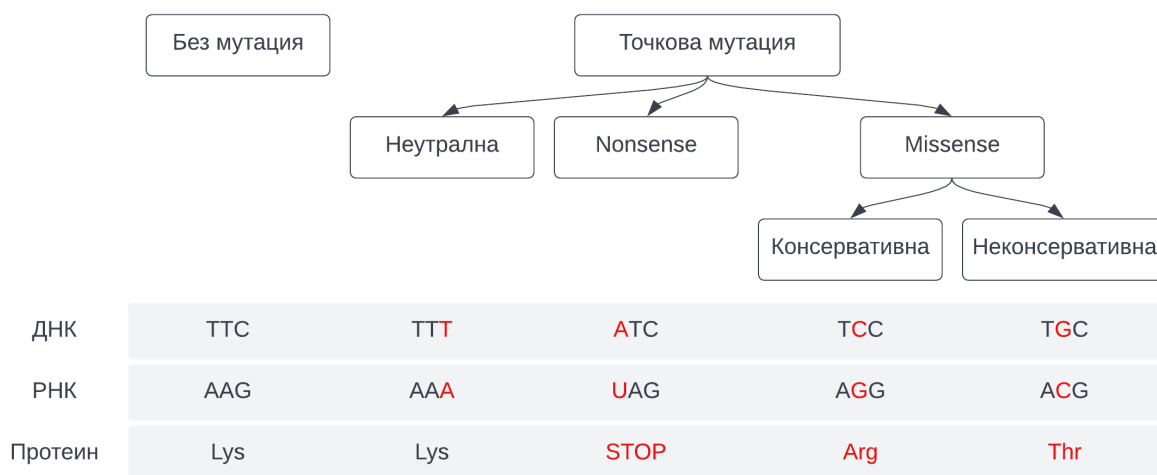 Без мутация
Точкова мутация
Неутрална
Nonsense
Missense
Консервативна
Неконсервативна
ДНК TTC TTT ATC TCC TGC
РНК AAG AAA UAG AGG ACG
Протеин Lys Lys STOP Arg Thr